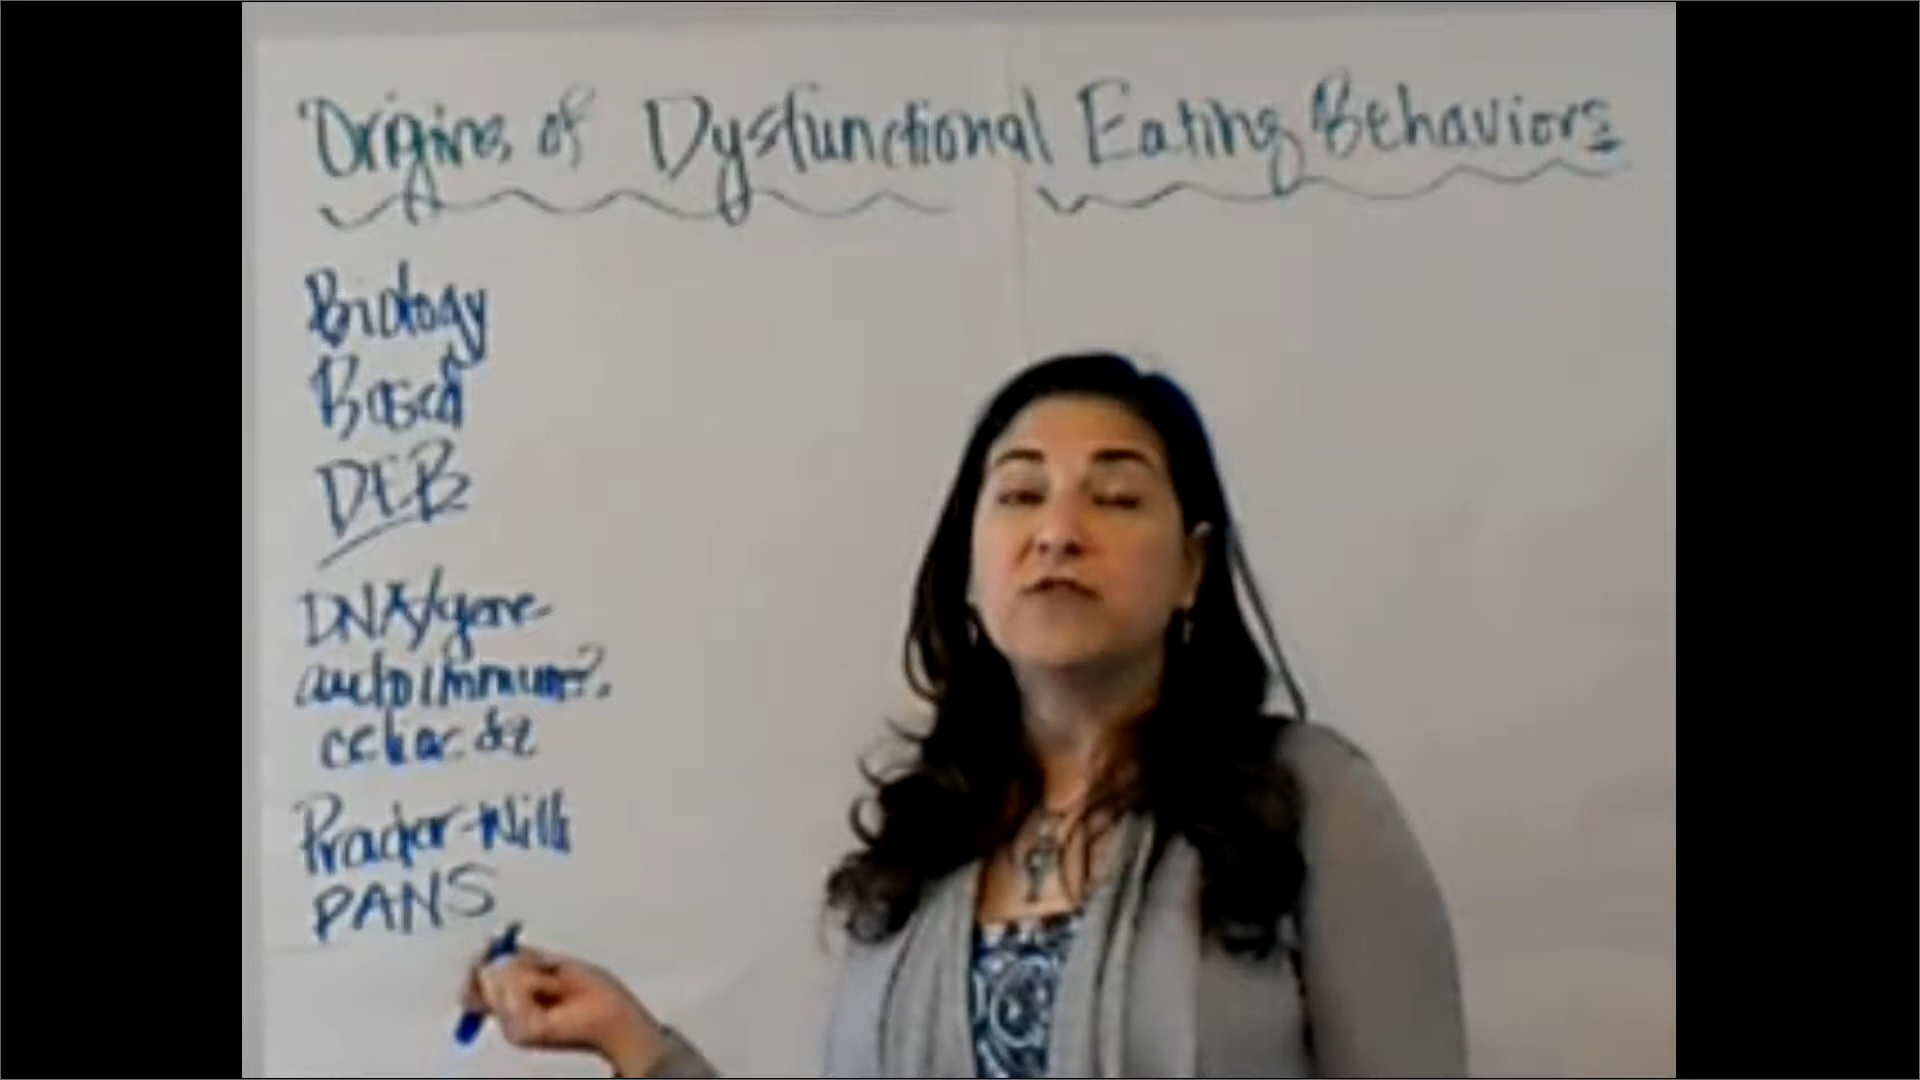 Origins of Dysfunctional Eating Behaviors
Biology
Based
DEB
DNA/gene
autoimmune?
celiac dz
Prader-Willi
PANS